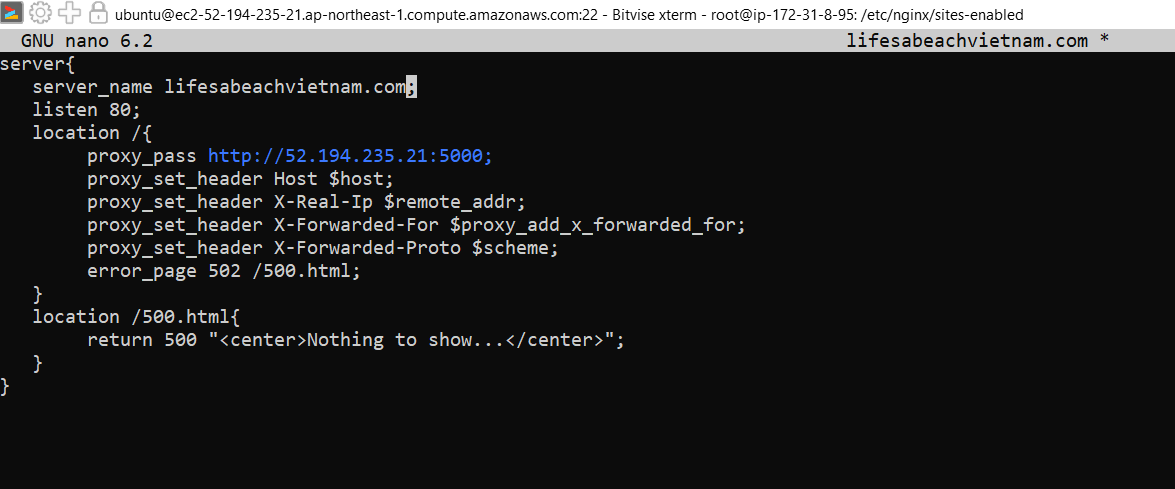 ubuntu@ec2-52-194-235-21.ap-northeast-1.compute.amazonaws.com:22 - Bitvise xterm - root@ip-172-31-8-95: /etc/nginx/sites-enabled
GNU nano 6.2 lifesabeachvietnam.com *
server{
server_name lifesabeachvietnam.com;
listen 80;
location /{
proxy_pass http://52.194.235.21:5000;
proxy_set_header Host $host;
proxy_set_header X-Real-Ip $remote_addr;
proxy_set_header X-Forwarded-For $proxy_add_x_forwarded_for;
proxy_set_header X-Forwarded-Proto $scheme;
error_page 502 /500.html;
}
location /500.html{
return 500 "<center>Nothing to show...</center>";
}
}